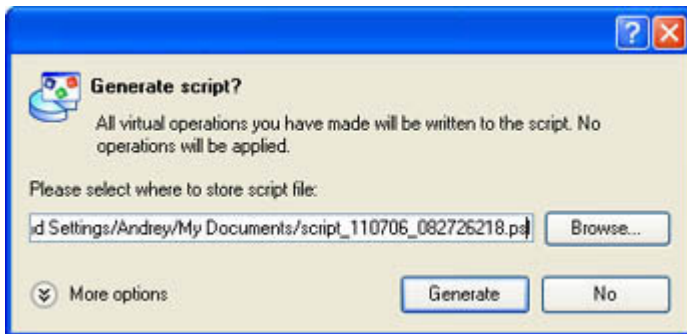 Generate script?
All virtual operations you have made will be written to the script. No
operations will be applied.
Please select where to store script file:
d Settings/Andrey/My Documents/script_110706_082726218.ps
Browse...
More options
Generate
No